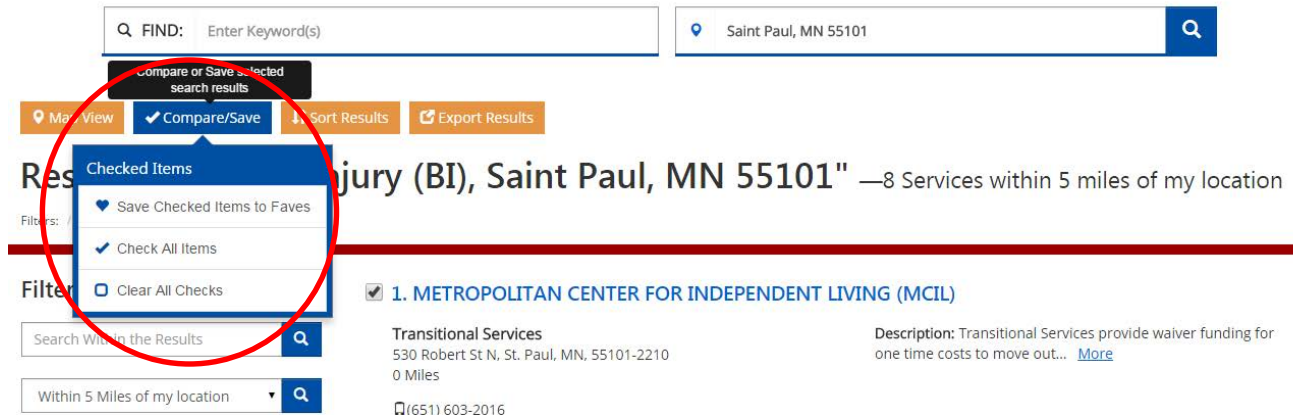 FIND: Enter Keyword(s)
Saint Paul, MN 55101
Compare or Save selected
search results
Map View
Compare/Save
Sort Results
Export Results
Checked Items
Save Checked Items to Faves
Check All Items
Clear All Checks
jury (BI), Saint Paul, MN 55101" —8 Services within 5 miles of my location
Filters:
Filter
Search Within the Results
Within 5 Miles of my location
1. METROPOLITAN CENTER FOR INDEPENDENT LIVING (MCIL)
Transitional Services
530 Robert St N, St. Paul, MN, 55101-2210
0 Miles
(651) 603-2016
Description: Transitional Services provide waiver funding for
one time costs to move out... More